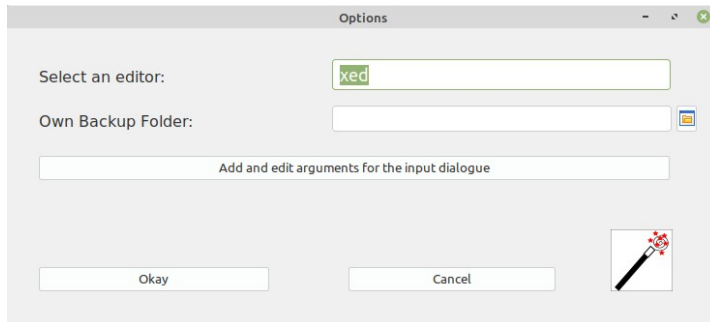 Options
Select an editor:
xed
Own Backup Folder:
Add and edit arguments for the input dialogue
Okay
Cancel